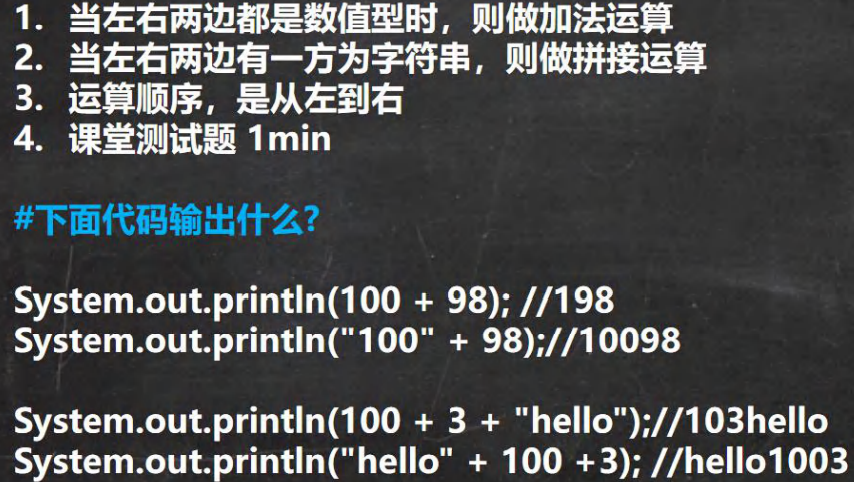 1. 当左右两边都是数值型时，则做加法运算
2. 当左右两边有一方为字符串，则做拼接运算
3. 运算顺序，是从左到右
4. 课堂测试题 1min
#下面代码输出什么?
System.out.println(100 + 98); //198
System.out.println("100" + 98);//10098
System.out.println(100 + 3 + "hello");//103hello
System.out.println("hello" + 100 +3); //hello1003